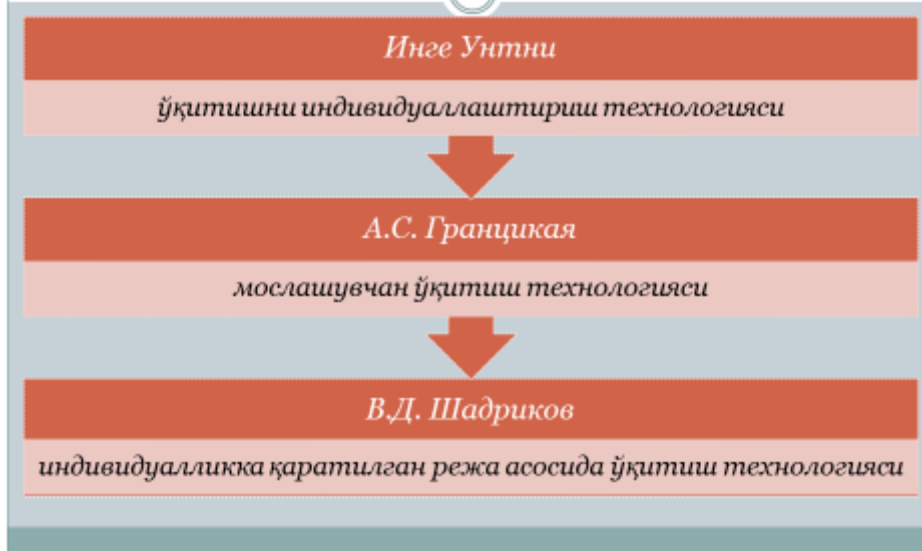 Инге Унтни
ўқитишни индивидуаллаштириш технологияси
А.С. Гранцикая
мослашувчан ўқитиш технологияси
В.Д. Шадриков
индивидуалликка қаратилган режа асосида ўқитиш технологияси